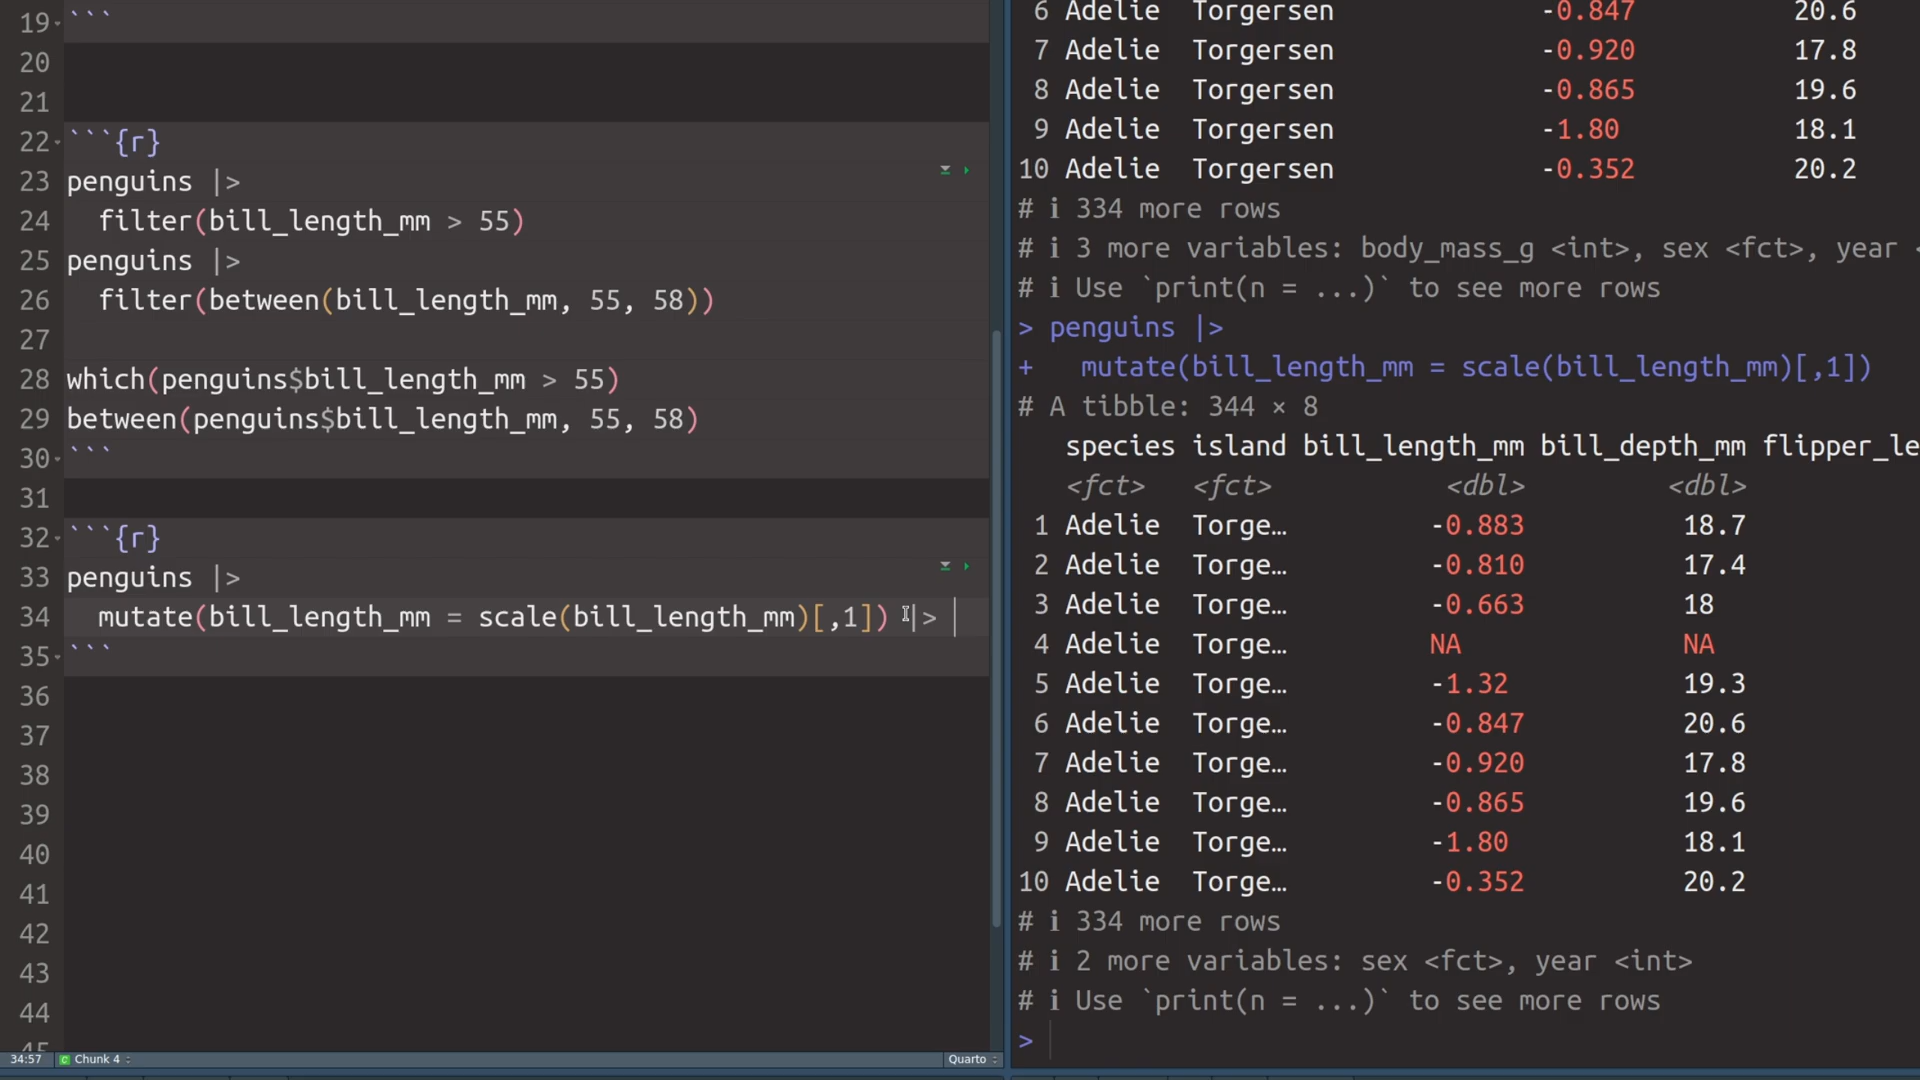 19 ```
20
21
22 ```{r}
23 penguins |>
24   filter(bill_length_mm > 55)
25 penguins |>
26   filter(between(bill_length_mm, 55, 58))
27
28 which(penguins$bill_length_mm > 55)
29 between(penguins$bill_length_mm, 55, 58)
30 ```
31
32 ```{r}
33 penguins |>
34   mutate(bill_length_mm = scale(bill_length_mm)[,1]) |>
35 ```
36
37
38
39
40
41
42
43
44
45
34:57 Chunk 4 Quarto
6 Adelie Torgersen -0.847 20.6
7 Adelie Torgersen -0.920 17.8
8 Adelie Torgersen -0.865 19.6
9 Adelie Torgersen -1.80 18.1
10 Adelie Torgersen -0.352 20.2
# ℹ 334 more rows
# ℹ 3 more variables: body_mass_g <int>, sex <fct>, year <
# ℹ Use `print(n = ...)` to see more rows
> penguins |>
+   mutate(bill_length_mm = scale(bill_length_mm)[,1])
# A tibble: 344 × 8
species island bill_length_mm bill_depth_mm flipper_le
<fct> <fct> <dbl> <dbl>
1 Adelie Torge… -0.883 18.7
2 Adelie Torge… -0.810 17.4
3 Adelie Torge… -0.663 18
4 Adelie Torge… NA NA
5 Adelie Torge… -1.32 19.3
6 Adelie Torge… -0.847 20.6
7 Adelie Torge… -0.920 17.8
8 Adelie Torge… -0.865 19.6
9 Adelie Torge… -1.80 18.1
10 Adelie Torge… -0.352 20.2
# ℹ 334 more rows
# ℹ 2 more variables: sex <fct>, year <int>
# ℹ Use `print(n = ...)` to see more rows
>